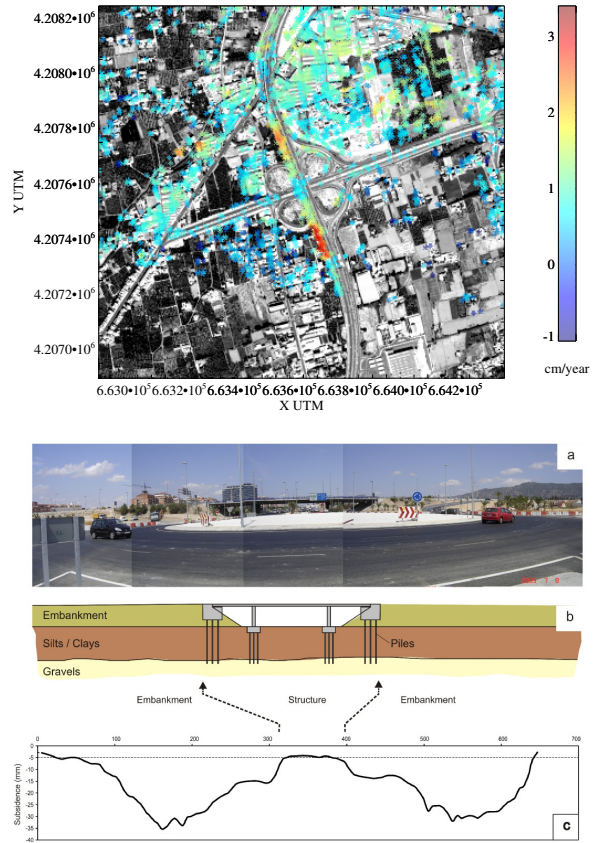 4.2082•10⁶
4.2080•10⁶
4.2078•10⁶
4.2076•10⁶
4.2074•10⁶
4.2072•10⁶
4.2070•10⁶
Y UTM
6.630•10⁵ 6.632•10⁵ 6.634•10⁵ 6.636•10⁵ 6.638•10⁵ 6.640•10⁵ 6.642•10⁵
X UTM
3
2
1
0
-1
cm/year
a
b
Embankment
Silts / Clays
Piles
Gravels
Embankment Structure Embankment
0 100 200 300 400 500 600 700
0
-5
-10
-15
-20
-25
-30
-35
-40
Subsidence (mm)
c